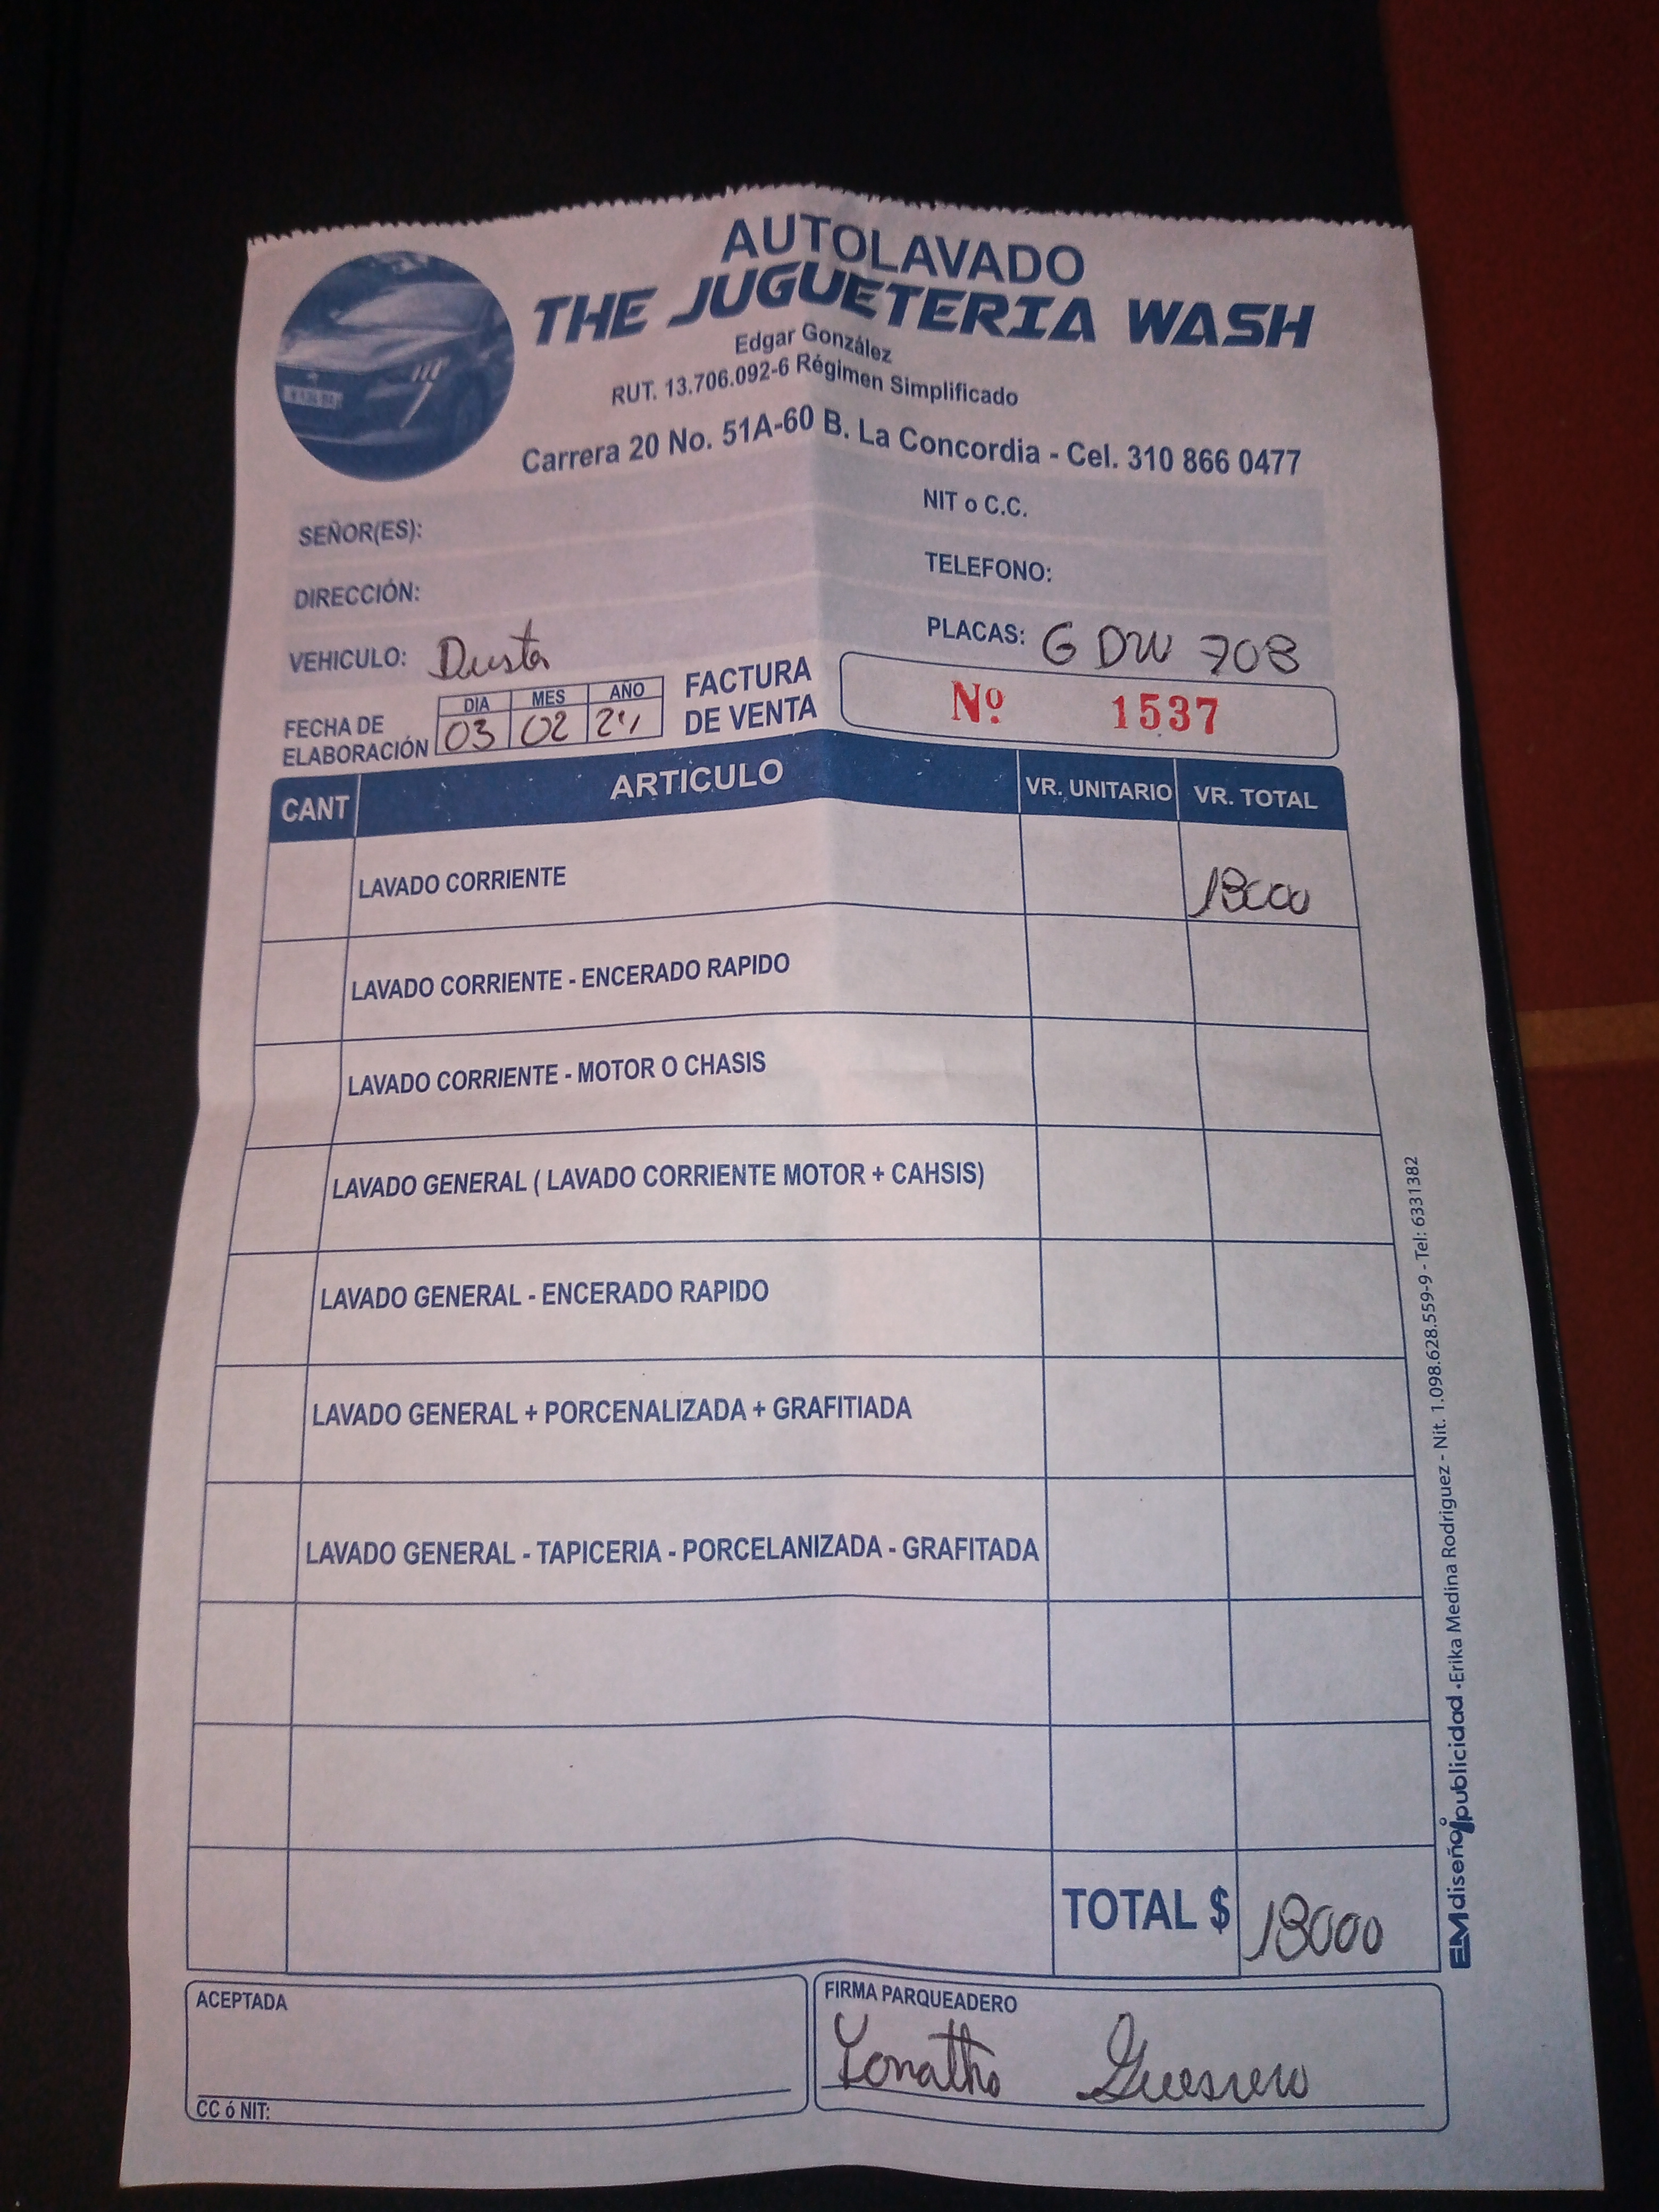 AUTOLAVADO
THE JUGUETERIA WASH
Edgar González
RUT. 13.706.092-6 Régimen Simplificado
Carrera 20 No. 51A-60 B. La Concordia - Cel. 310 866 0477
SEÑOR(ES): NIT o C.C.
DIRECCIÓN: TELEFONO:
VEHICULO: Duster PLACAS: GDW 708
FECHA DE ELABORACIÓN DIA MES AÑO 03 02 24 FACTURA DE VENTA Nº 1537
CANT ARTICULO VR. UNITARIO VR. TOTAL
LAVADO CORRIENTE 18000
LAVADO CORRIENTE - ENCERADO RAPIDO
LAVADO CORRIENTE - MOTOR O CHASIS
LAVADO GENERAL ( LAVADO CORRIENTE MOTOR + CAHSIS)
LAVADO GENERAL - ENCERADO RAPIDO
LAVADO GENERAL + PORCENALIZADA + GRAFITIADA
LAVADO GENERAL - TAPICERIA - PORCELANIZADA - GRAFITADA
TOTAL $ 18000
ACEPTADA
CC ó NIT:
FIRMA PARQUEADERO
Guerrero
EM diseño y publicidad - Erika Medina Rodriguez - Nit. 1.098.628.559-9 - Tel: 6331382